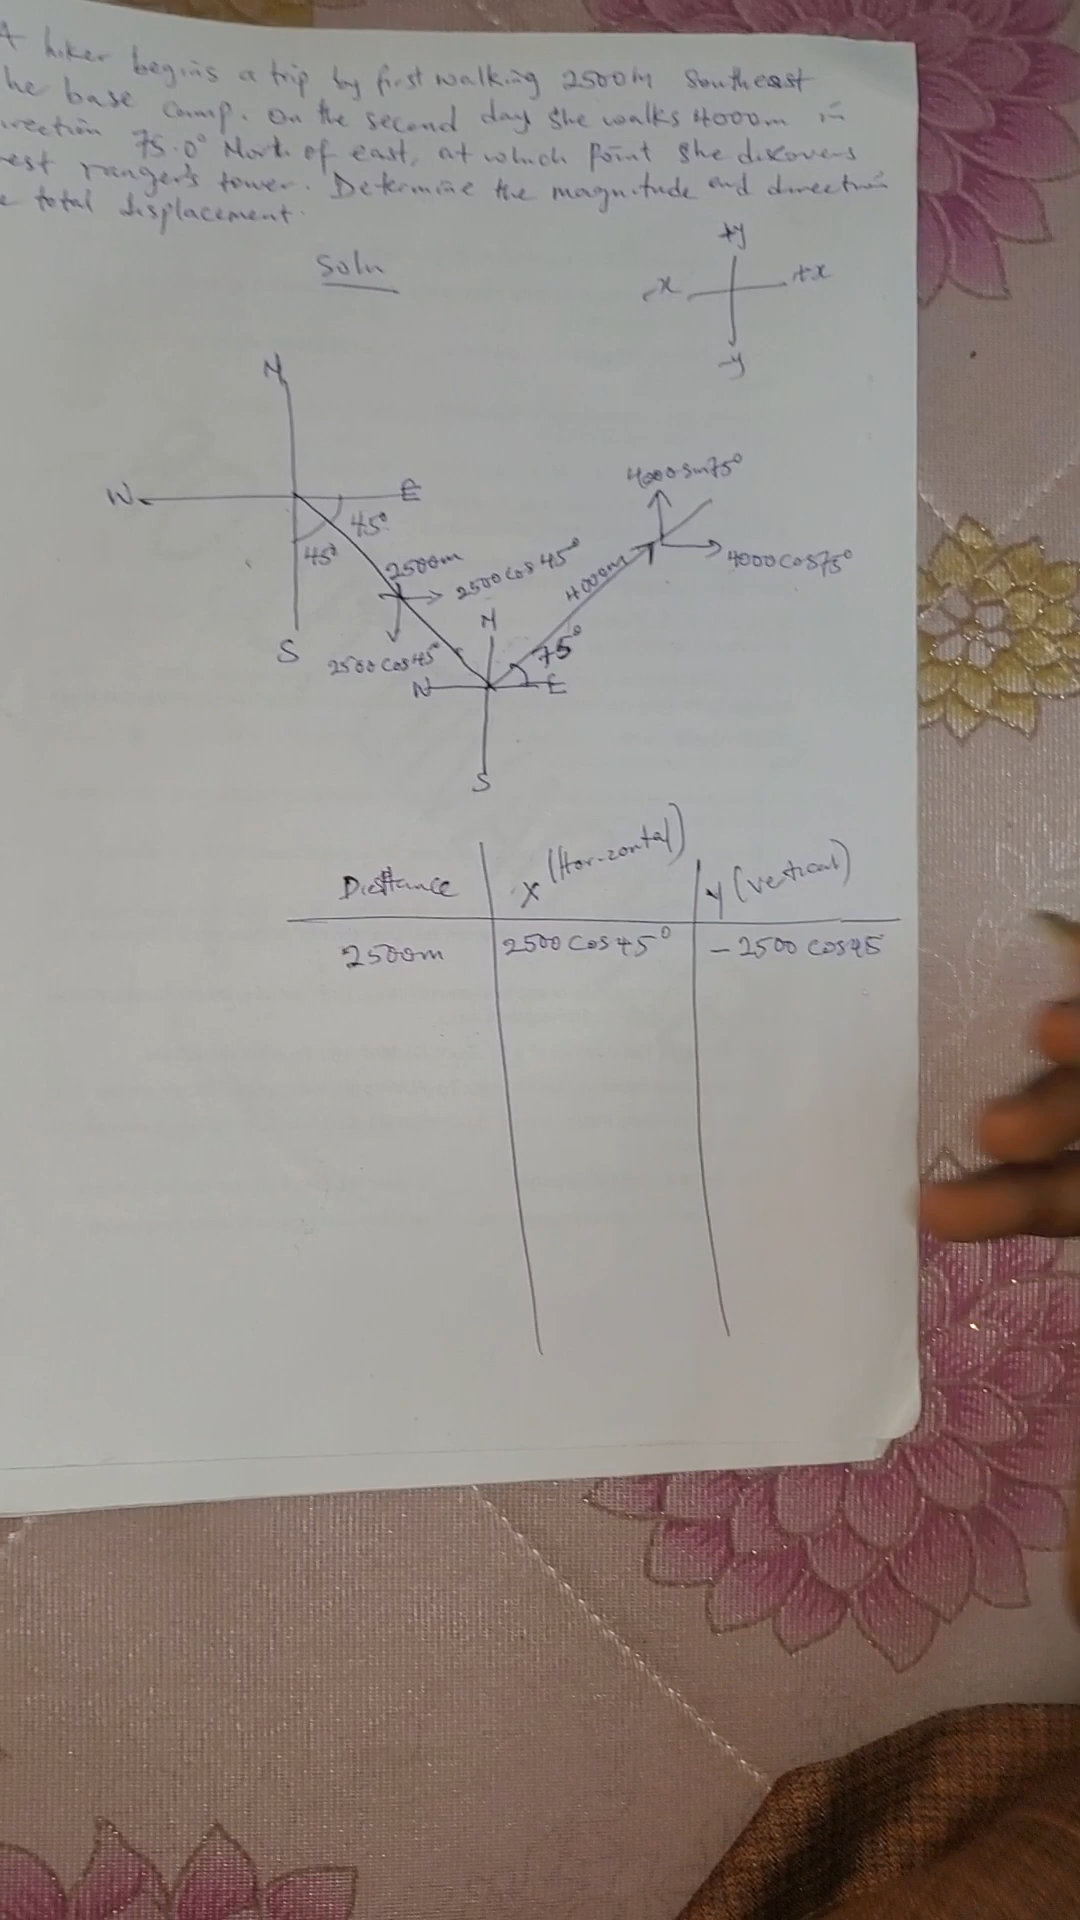 A hiker begins a trip by first walking 2500m Southeast
he base camp. On the second day she walks 4000m in
rection 75.0° North of east, at which point she discovers
rest ranger's tower. Determine the magnitude and direction
e total displacement.
Soln
+y
-x +x
-y
N
W E
45°
45°
S
2500m
2500 cos 45°
2500 cos 45
N
W E
S
75°
4000m
4000 sin 75°
4000 cos 75°
Distance x (Horizontal) y (vertical)
2500m 2500 cos 45° - 2500 cos 45